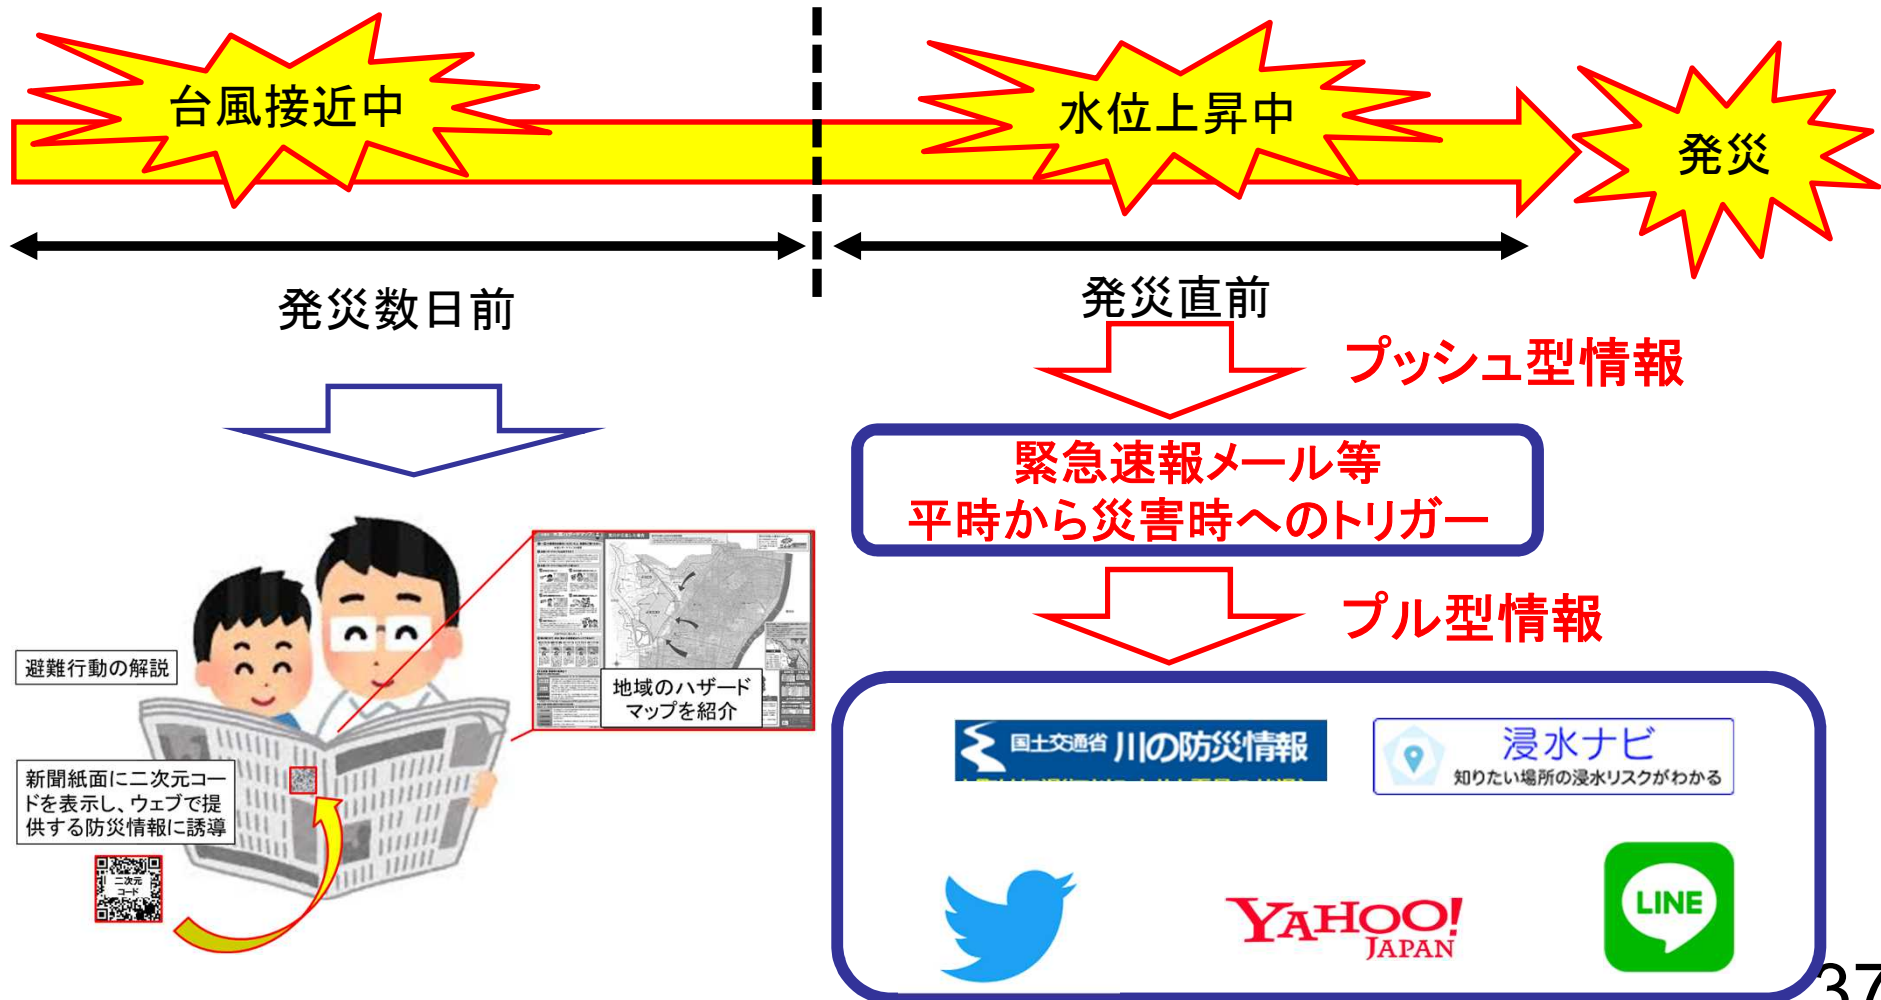 台風接近中
水位上昇中
発災
発災数日前
発災直前
プッシュ型情報
緊急速報メール等
平時から災害時へのトリガー
プル型情報
避難行動の解説
地域のハザード
マップを紹介
新聞紙面に二次元コー
ドを表示し、ウェブで提
供する防災情報に誘導
二次元
コード
国土交通省 川の防災情報
浸水ナビ
知りたい場所の浸水リスクがわかる
YAHOO!
JAPAN
LINE
37